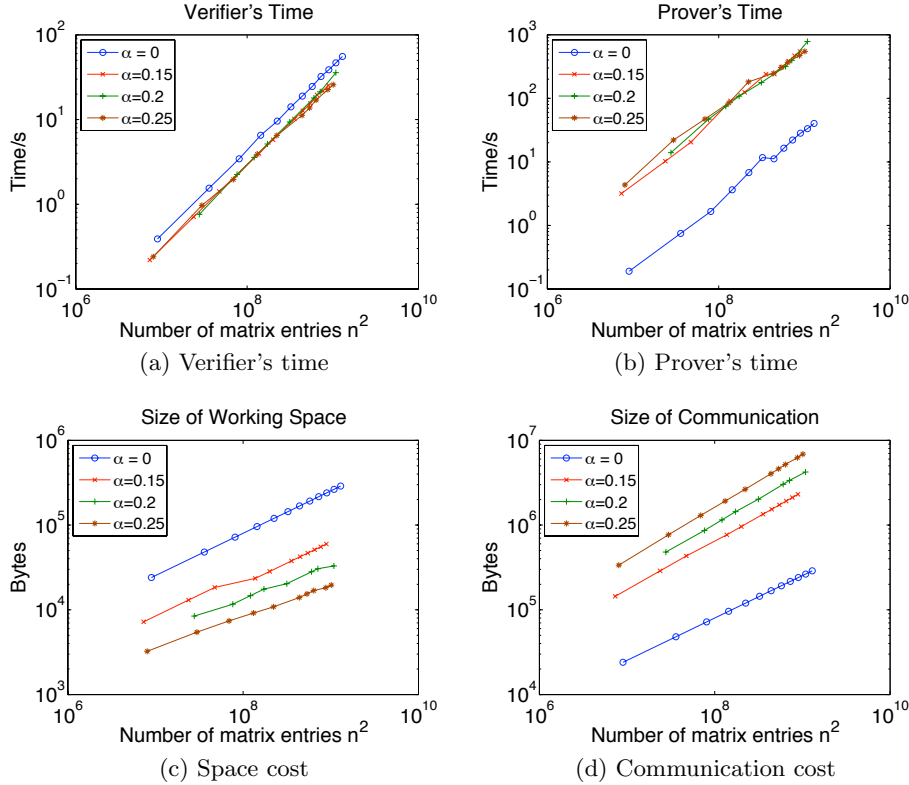 Verifier's Time
10^2
10^1
10^0
10^-1
Time/s
α = 0
α=0.15
α=0.2
α=0.25
10^6
10^8
10^10
Number of matrix entries n^2
(a) Verifier's time
Prover's Time
10^3
10^2
10^1
10^0
10^-1
Time/s
α = 0
α=0.15
α=0.2
α=0.25
10^6
10^8
10^10
Number of matrix entries n^2
(b) Prover's time
Size of Working Space
10^6
10^5
10^4
10^3
Bytes
α = 0
α=0.15
α=0.2
α=0.25
10^6
10^8
10^10
Number of matrix entries n^2
(c) Space cost
Size of Communication
10^7
10^6
10^5
10^4
Bytes
α = 0
α=0.15
α=0.2
α=0.25
10^6
10^8
10^10
Number of matrix entries n^2
(d) Communication cost